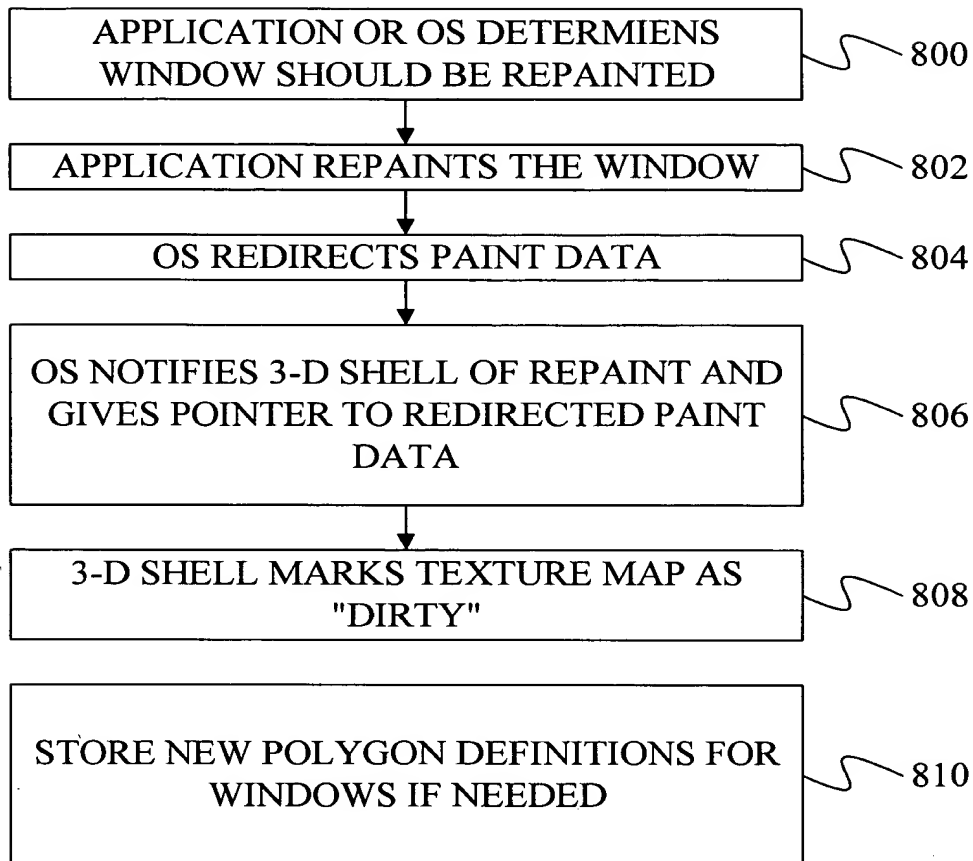 APPLICATION OR OS DETERMIENS
WINDOW SHOULD BE REPAINTED
800
APPLICATION REPAINTS THE WINDOW
802
OS REDIRECTS PAINT DATA
804
OS NOTIFIES 3-D SHELL OF REPAINT AND
GIVES POINTER TO REDIRECTED PAINT
DATA
806
3-D SHELL MARKS TEXTURE MAP AS
"DIRTY"
808
STORE NEW POLYGON DEFINITIONS FOR
WINDOWS IF NEEDED
810